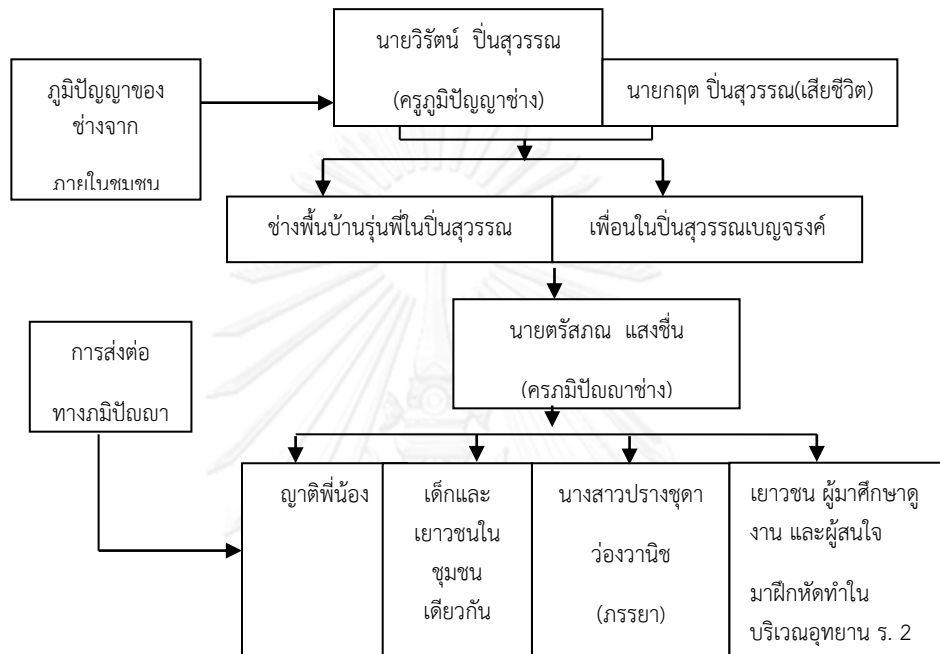 นายวิรัตน์ ปิ่นสุวรรณ
(ครูภูมิปัญญาช่าง)
นายกฤต ปิ่นสุวรรณ(เสียชีวิต)
ภูมิปัญญาของ
ช่างจาก
ภายในชุมชน
ช่างพื้นบ้านรุ่นพี่ในปิ่นสุวรรณ
เพื่อนในปิ่นสุวรรณเบญจรงค์
นายตรัสภณ แสงชื่น
(ครูภูมิปัญญาช่าง)
การส่งต่อ
ทางภูมิปัญญา
ญาติพี่น้อง
เด็กและ
เยาวชนใน
ชุมชน
เดียวกัน
นางสาวปรางชุดา
ว่องวานิช
(ภรรยา)
เยาวชน ผู้มาศึกษาดู
งาน และผู้สนใจ
มาฝึกหัดทำใน
บริเวณอุทยาน ร. 2